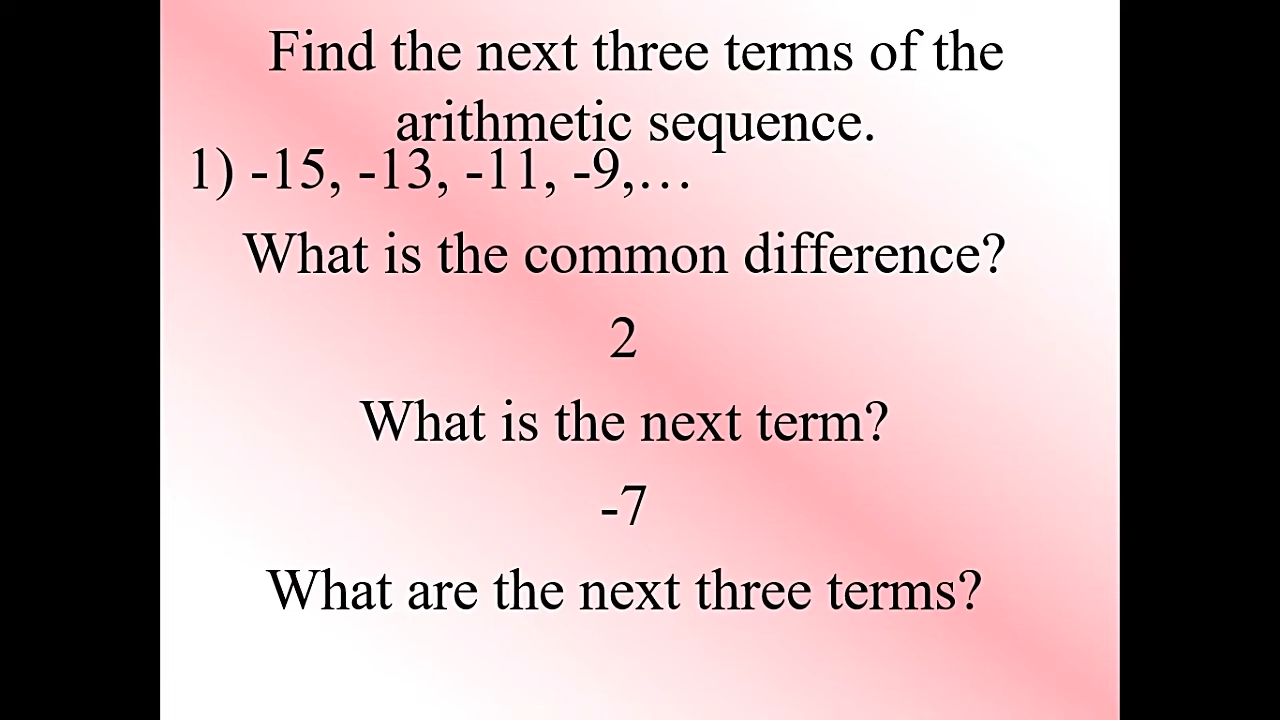 Find the next three terms of the
arithmetic sequence.
1) -15, -13, -11, -9,…
What is the common difference?
2
What is the next term?
-7
What are the next three terms?